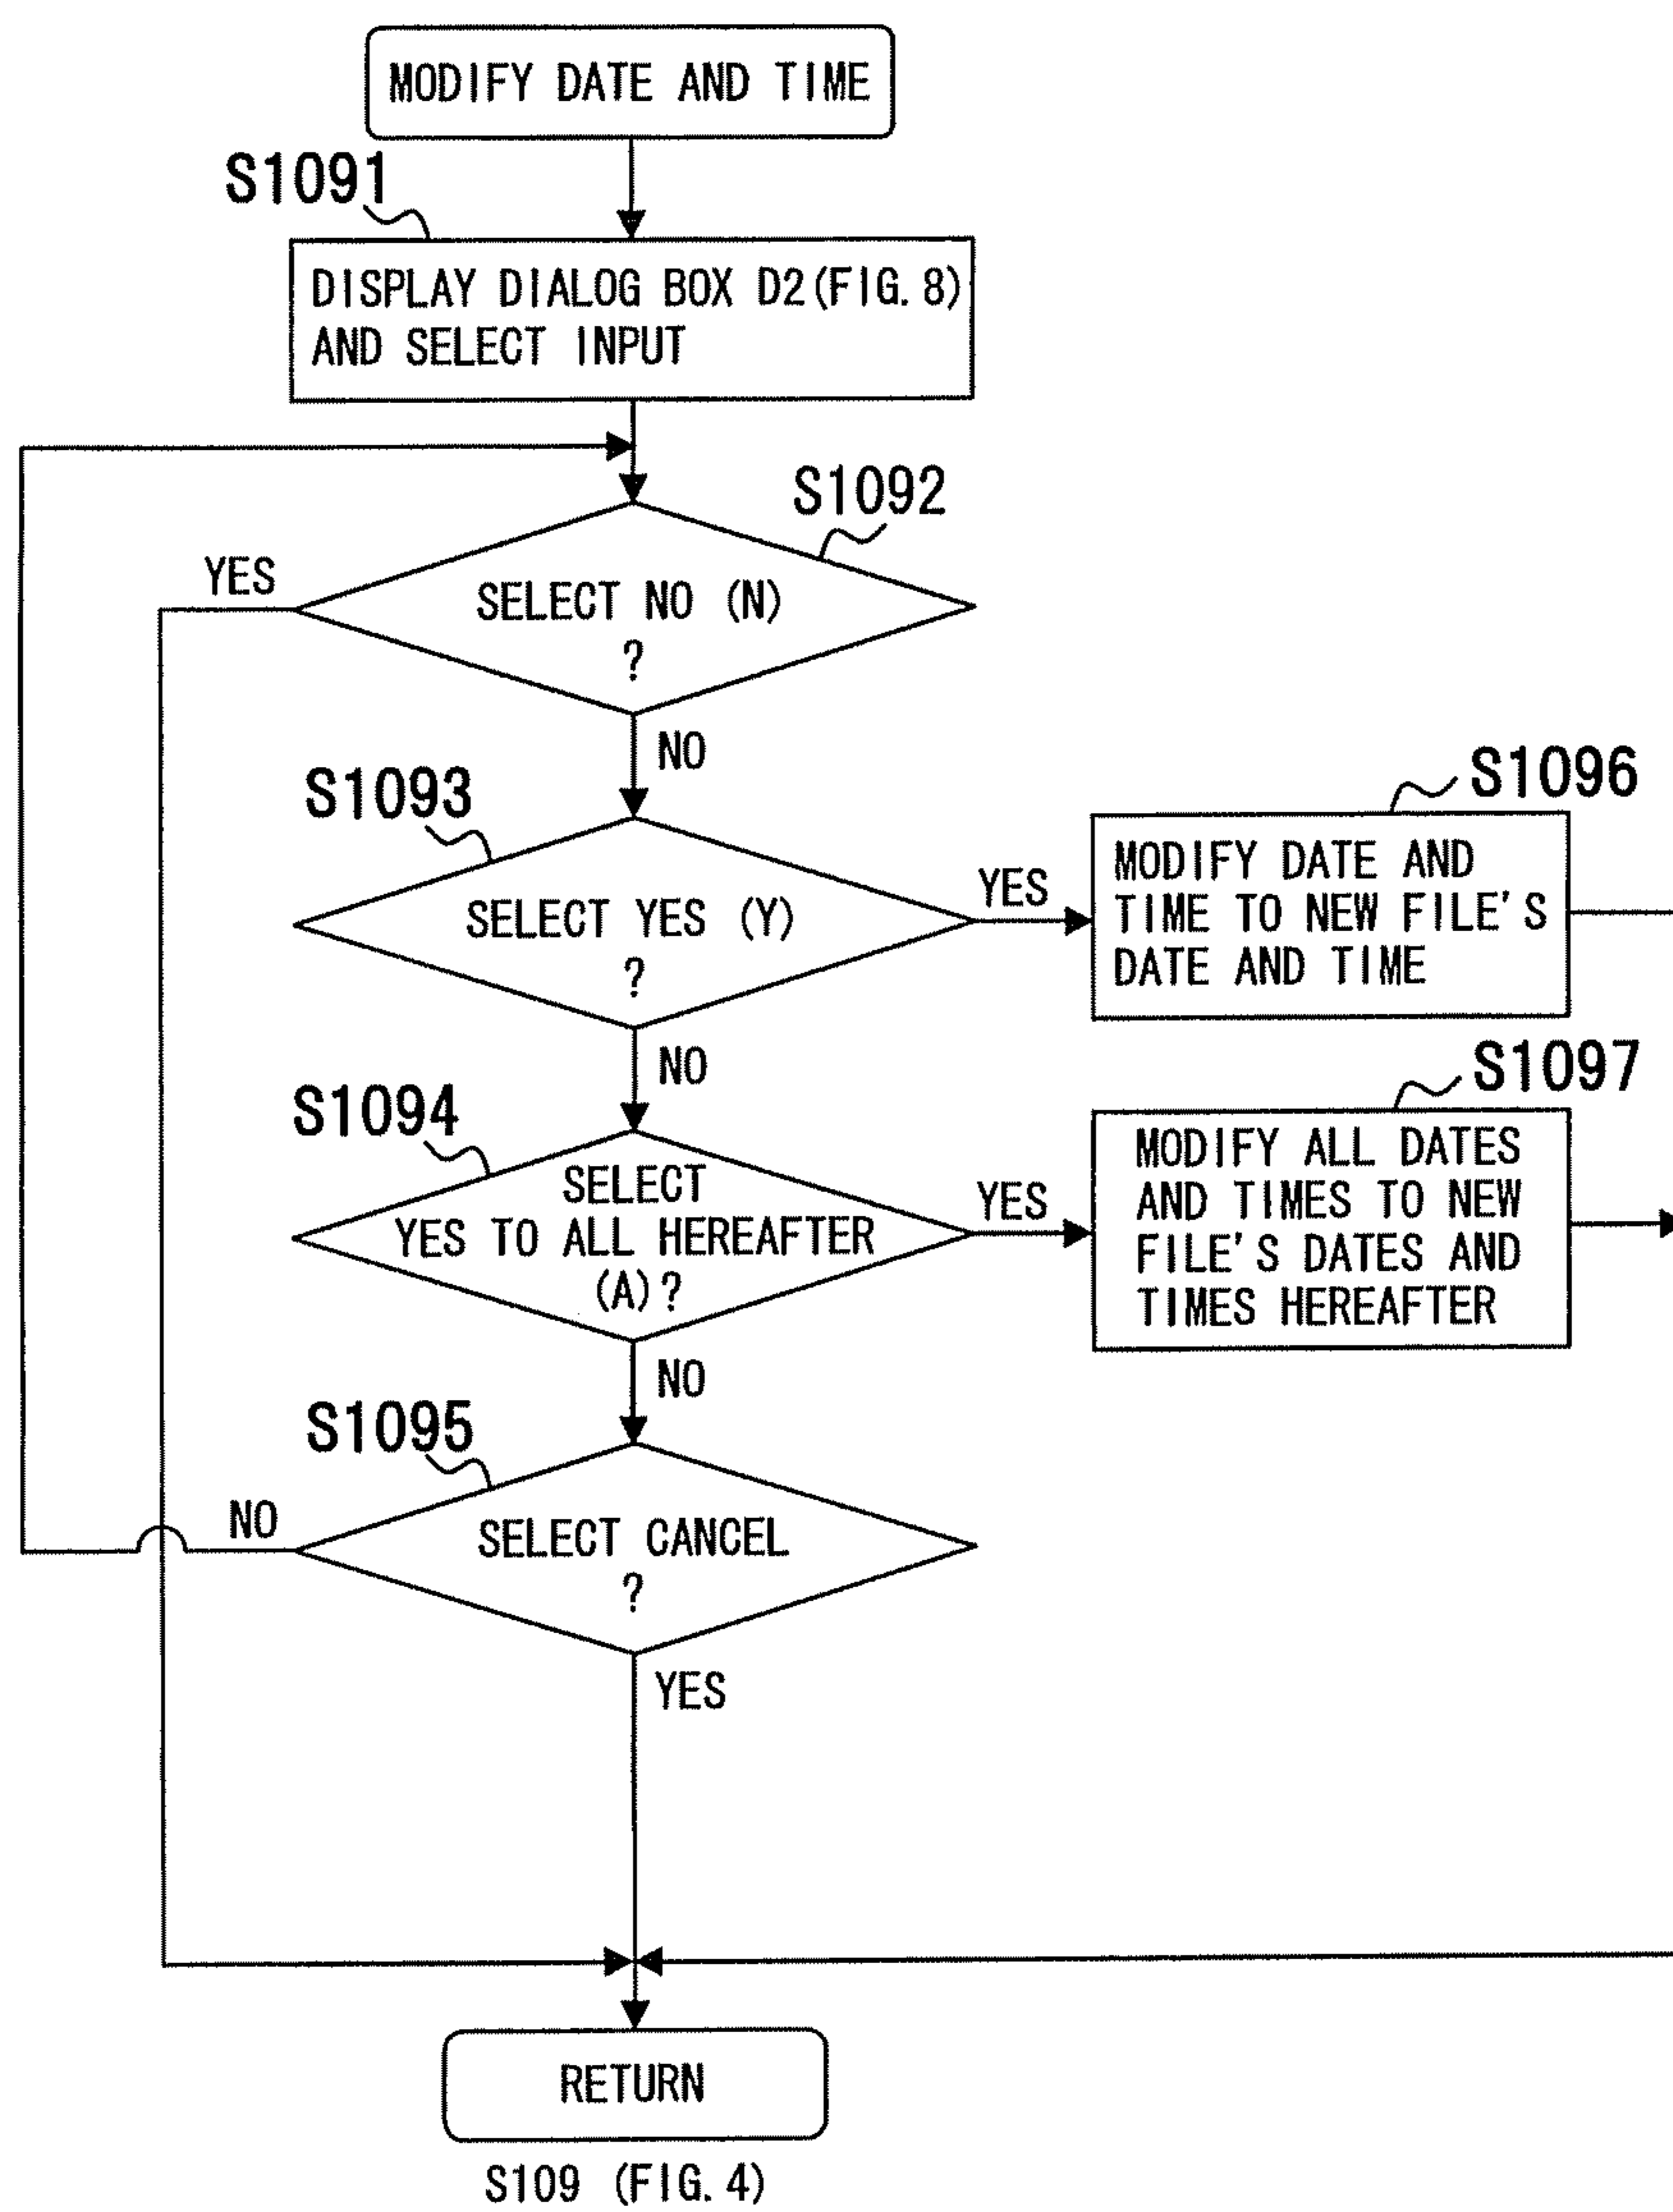 MODIFY DATE AND TIME
S1091
DISPLAY DIALOG BOX D2(FIG. 8)
AND SELECT INPUT
S1092
YES
SELECT NO (N)
?
NO
S1093
SELECT YES (Y)
?
YES
S1096
MODIFY DATE AND
TIME TO NEW FILE'S
DATE AND TIME
NO
S1094
SELECT
YES TO ALL HEREAFTER
(A)?
YES
S1097
MODIFY ALL DATES
AND TIMES TO NEW
FILE'S DATES AND
TIMES HEREAFTER
NO
S1095
NO
SELECT CANCEL
?
YES
RETURN
S109 (FIG. 4)